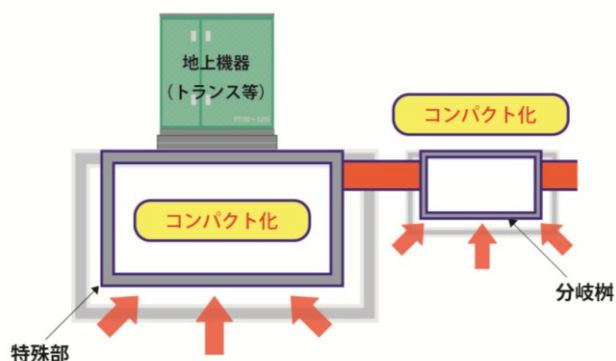 地上機器
（トランス等）
コンパクト化
コンパクト化
分岐桝
特殊部